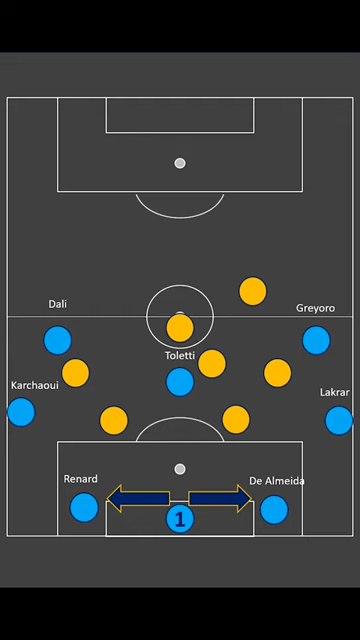 Dali
Greyoro
Toletti
Karchaoui
Lakrar
Renard
De Almeida
1